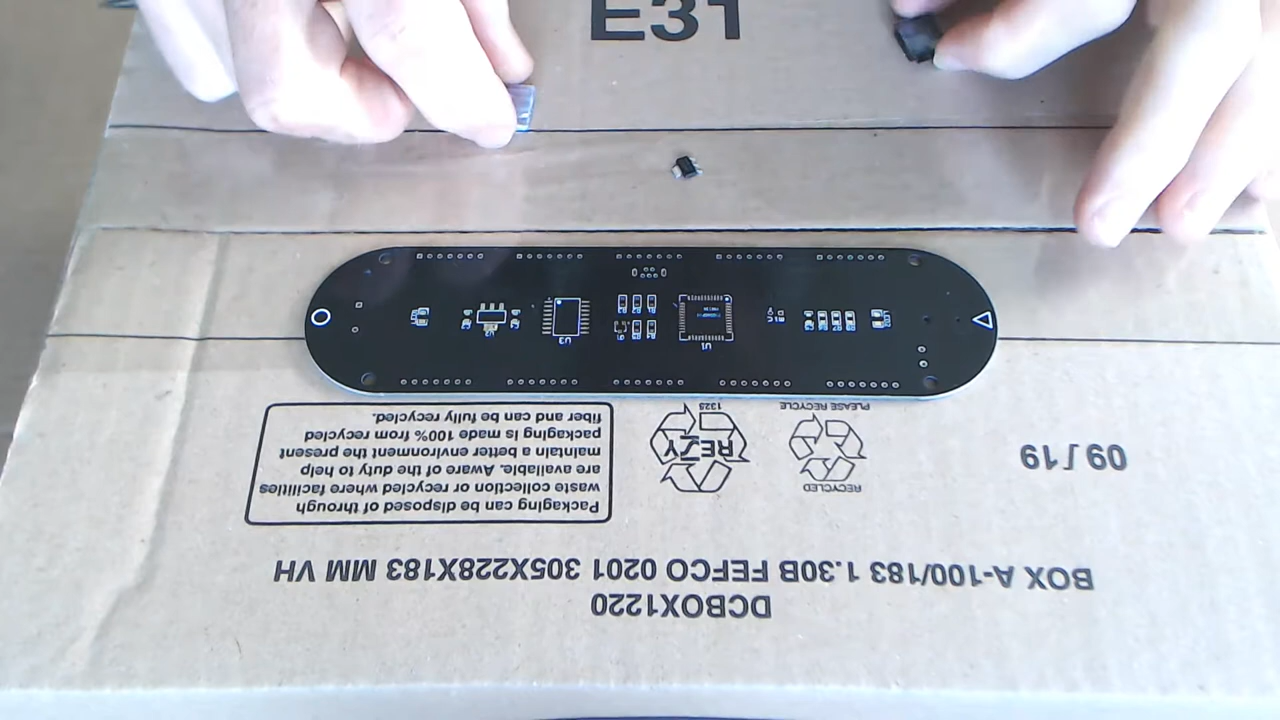 E31
U2
U3
U1
Packaging can be disposed of through
waste collection or recycled where facilities
are available. Aware of the duty to help
maintain a better environment the present
packaging is made 100% from recycled
fiber and can be fully recycled.
RESY
1325
RECYCLED
PLEASE RECYCLE
09 19
BOX A-100/183 1.30B FEFCO 0201 305X228X183 MM VH
DCBOX1220